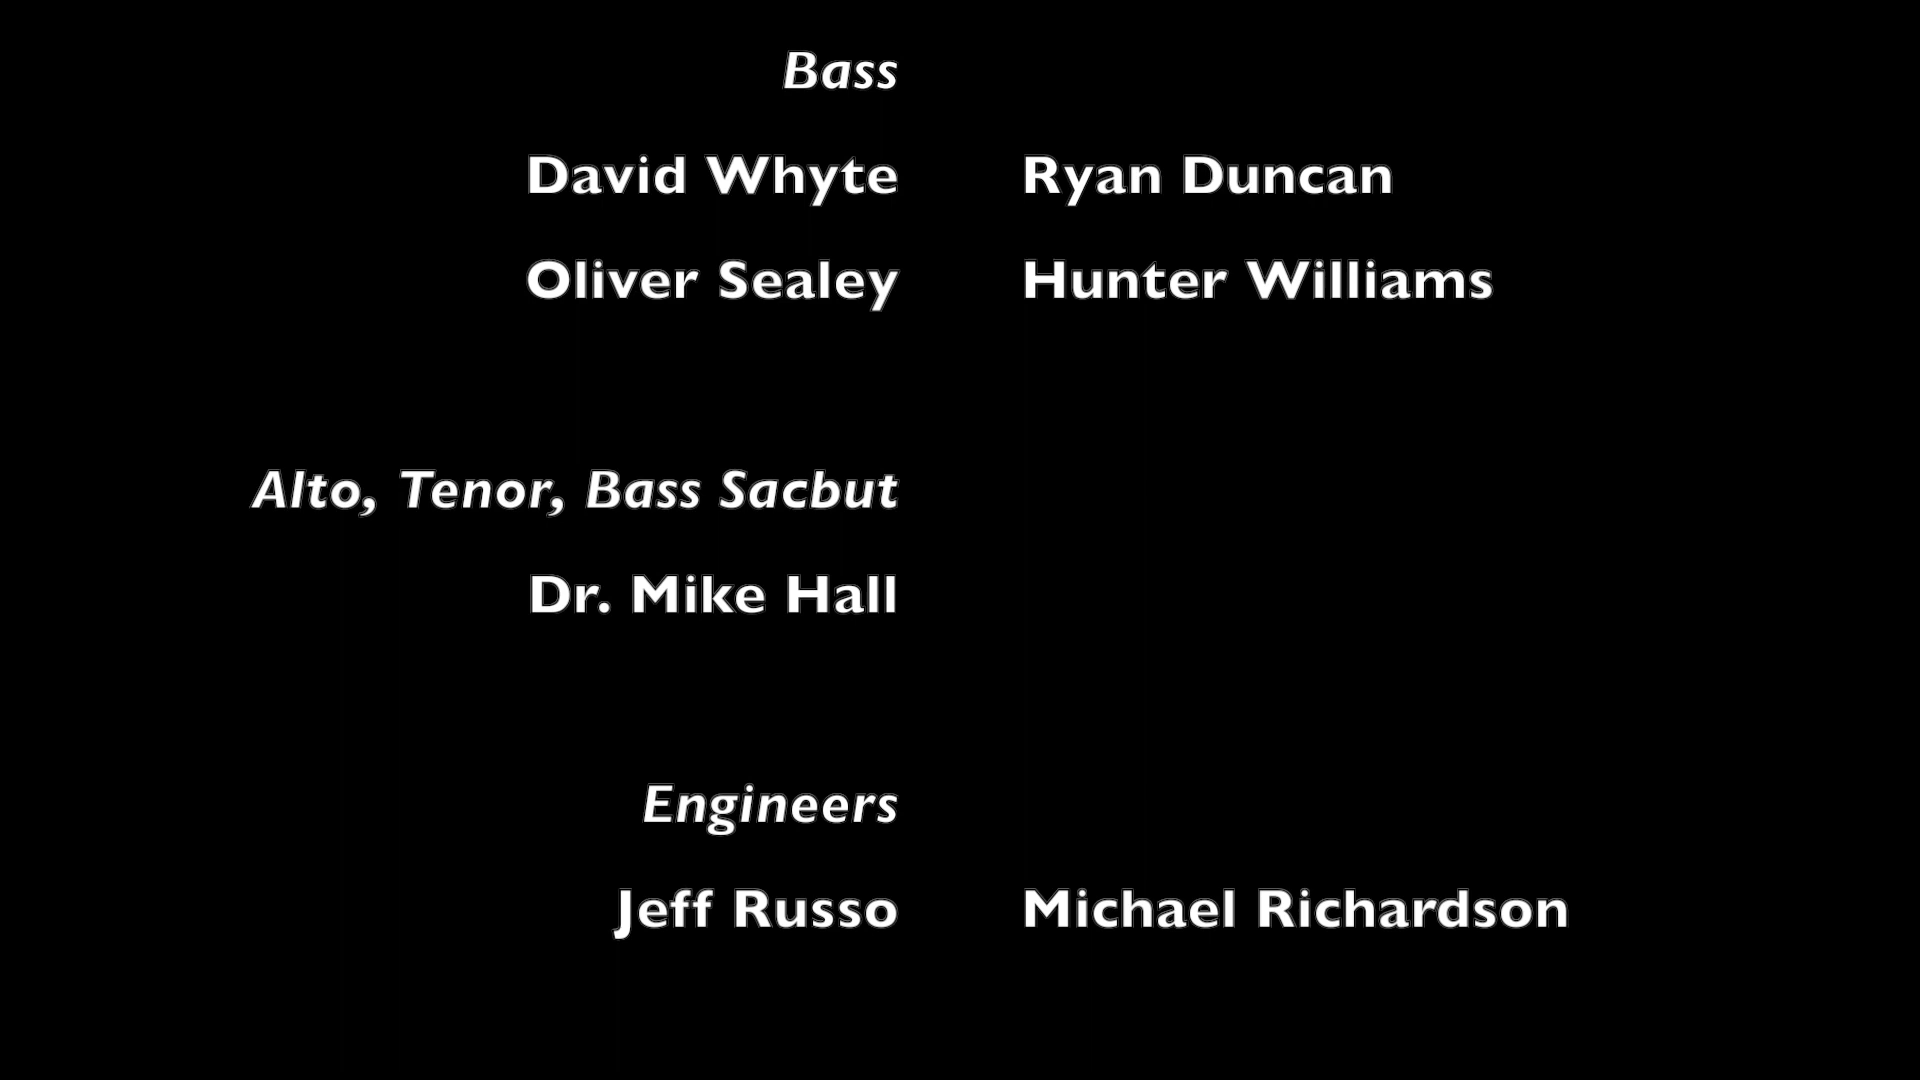 Bass
David Whyte Ryan Duncan
Oliver Sealey Hunter Williams
Alto, Tenor, Bass Sacbut
Dr. Mike Hall
Engineers
Jeff Russo Michael Richardson